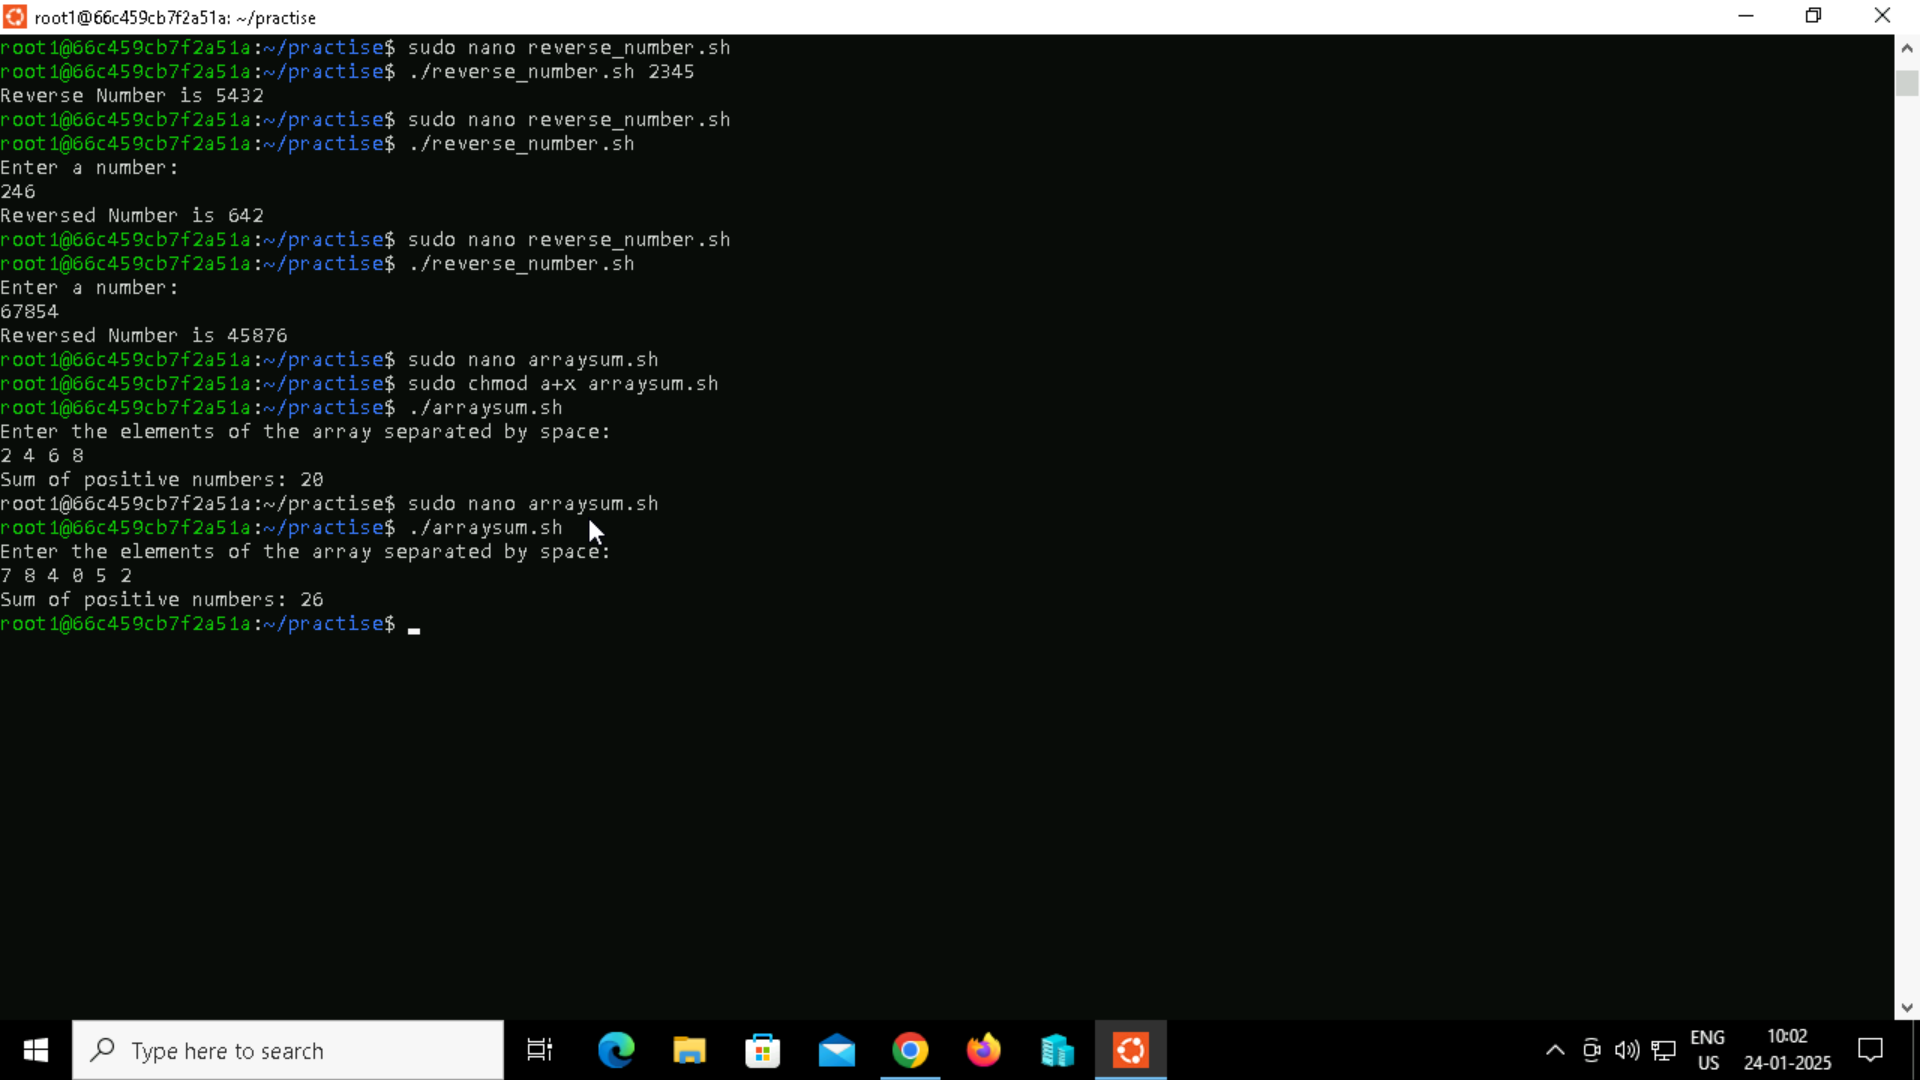 root1@66c459cb7f2a51a: ~/practise
root1@66c459cb7f2a51a:~/practise$ sudo nano reverse_number.sh
root1@66c459cb7f2a51a:~/practise$ ./reverse_number.sh 2345
Reverse Number is 5432
root1@66c459cb7f2a51a:~/practise$ sudo nano reverse_number.sh
root1@66c459cb7f2a51a:~/practise$ ./reverse_number.sh
Enter a number:
246
Reversed Number is 642
root1@66c459cb7f2a51a:~/practise$ sudo nano reverse_number.sh
root1@66c459cb7f2a51a:~/practise$ ./reverse_number.sh
Enter a number:
67854
Reversed Number is 45876
root1@66c459cb7f2a51a:~/practise$ sudo nano arraysum.sh
root1@66c459cb7f2a51a:~/practise$ sudo chmod a+x arraysum.sh
root1@66c459cb7f2a51a:~/practise$ ./arraysum.sh
Enter the elements of the array separated by space:
2 4 6 8
Sum of positive numbers: 20
root1@66c459cb7f2a51a:~/practise$ sudo nano arraysum.sh
root1@66c459cb7f2a51a:~/practise$ ./arraysum.sh
Enter the elements of the array separated by space:
7 8 4 0 5 2
Sum of positive numbers: 26
root1@66c459cb7f2a51a:~/practise$
Type here to search
ENG
US
10:02
24-01-2025